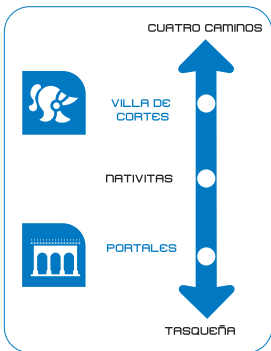 CUATRO CAMINOS
VILLA DE
CORTES
NATIVITAS
PORTALES
TASQUEÑA